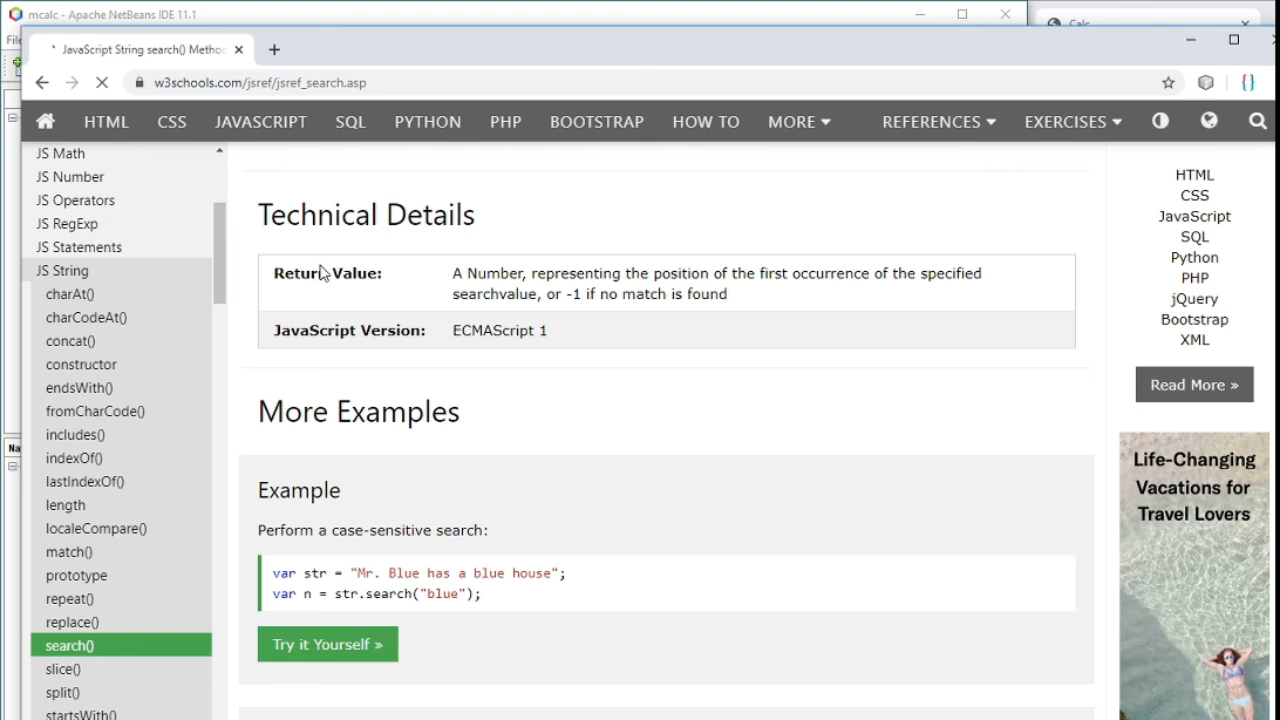 mcalc - Apache NetBeans IDE 11.1
Calc
File
JavaScript String search() Metho
w3schools.com/jsref/jsref_search.asp
HTML CSS JAVASCRIPT SQL PYTHON PHP BOOTSTRAP HOW TO MORE REFERENCES EXERCISES
JS Math
JS Number
JS Operators
JS RegExp
JS Statements
JS String
charAt()
charCodeAt()
concat()
constructor
endsWith()
fromCharCode()
includes()
indexOf()
lastIndexOf()
length
localeCompare()
match()
prototype
repeat()
replace()
search()
slice()
split()
startsWith()
Na
Technical Details
Return Value: A Number, representing the position of the first occurrence of the specified
searchvalue, or -1 if no match is found
JavaScript Version: ECMAScript 1
More Examples
Example
Perform a case-sensitive search:
var str = "Mr. Blue has a blue house";
var n = str.search("blue");
Try it Yourself »
HTML
CSS
JavaScript
SQL
Python
PHP
jQuery
Bootstrap
XML
Read More »
Life-Changing
Vacations for
Travel Lovers